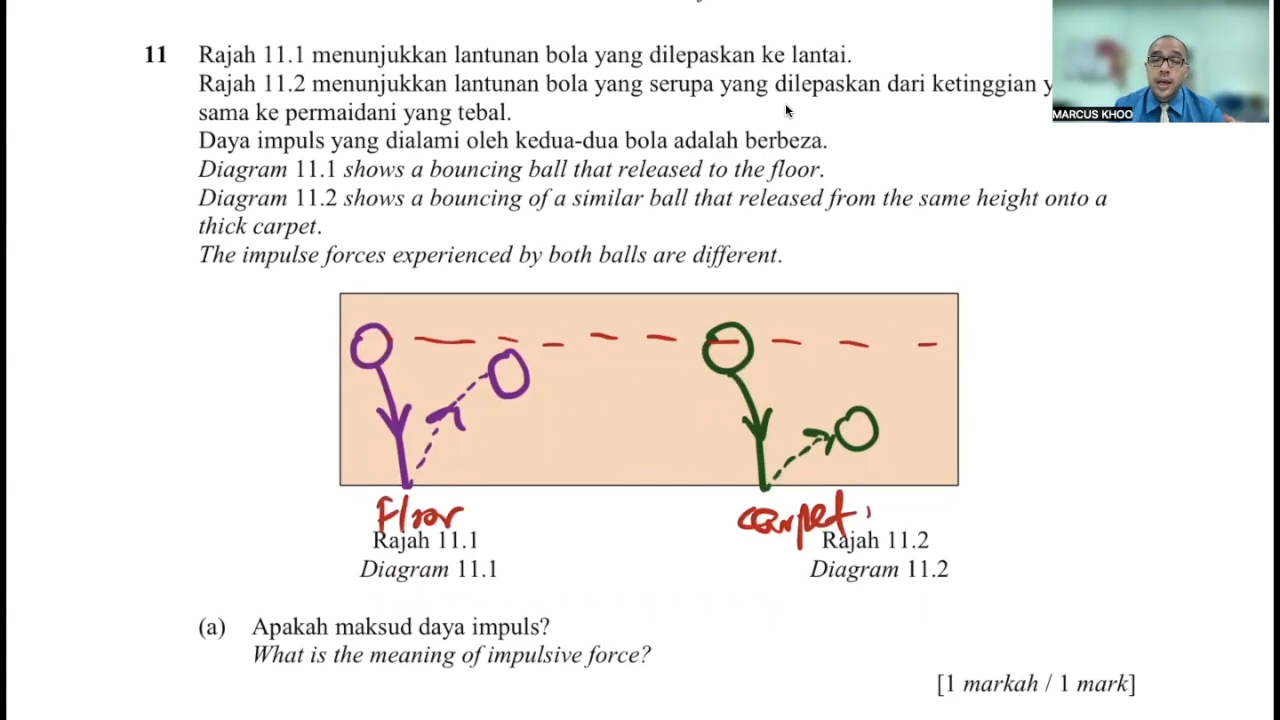 11 Rajah 11.1 menunjukkan lantunan bola yang dilepaskan ke lantai.
Rajah 11.2 menunjukkan lantunan bola yang serupa yang dilepaskan dari ketinggian y
sama ke permaidani yang tebal.
Daya impuls yang dialami oleh kedua-dua bola adalah berbeza.
Diagram 11.1 shows a bouncing ball that released to the floor.
Diagram 11.2 shows a bouncing of a similar ball that released from the same height onto a
thick carpet.
The impulse forces experienced by both balls are different.
MARCUS KHOO
Floor
carpet
Rajah 11.1
Rajah 11.2
Diagram 11.1
Diagram 11.2
(a) Apakah maksud daya impuls?
What is the meaning of impulsive force?
[1 markah / 1 mark]